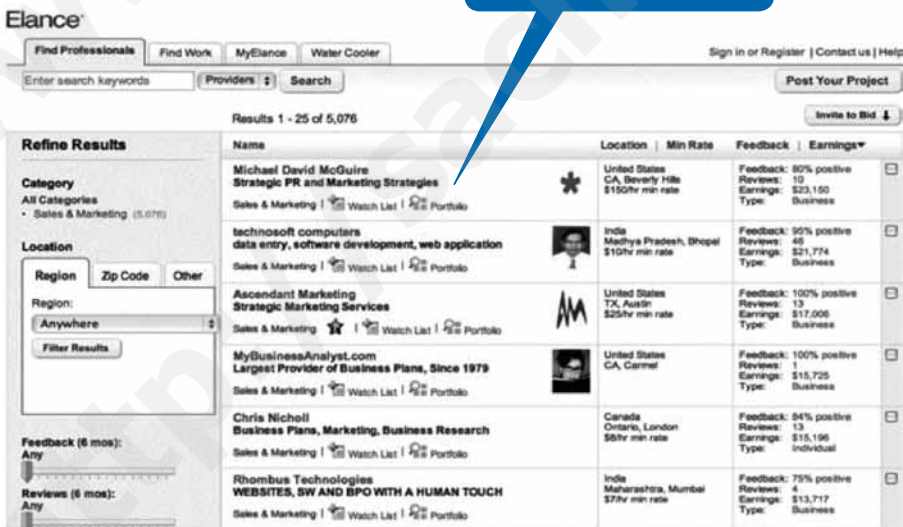 Elance
Find Professionals
Find Work
MyElance
Water Cooler
Sign in or Register | Contact us | Help
Enter search keywords
Providers
Search
Post Your Project
Results 1 - 25 of 5,076
Invite to Bid
Refine Results
Name
Location | Min Rate
Feedback | Earnings
Category
All Categories
• Sales & Marketing (5,076)
Location
Region
Zip Code
Other
Region:
Anywhere
Filter Results
Feedback (6 mos):
Any
Reviews (6 mos):
Any
Michael David McGuire
Strategic PR and Marketing Strategies
Sales & Marketing | Watch List | Portfolio
United States
CA, Beverly Hills
$150/hr min rate
Feedback: 80% positive
Reviews: 10
Earnings: $23,150
Type: Business
technosoft computers
data entry, software development, web application
Sales & Marketing | Watch List | Portfolio
India
Madhya Pradesh, Bhopal
$10/hr min rate
Feedback: 95% positive
Reviews: 46
Earnings: $21,774
Type: Business
Ascendant Marketing
Strategic Marketing Services
Sales & Marketing | Watch List | Portfolio
United States
TX, Austin
$25/hr min rate
Feedback: 100% positive
Reviews: 13
Earnings: $17,006
Type: Business
MyBusinessAnalyst.com
Largest Provider of Business Plans, Since 1979
Sales & Marketing | Watch List | Portfolio
United States
CA, Carmel
Feedback: 100% positive
Reviews: 1
Earnings: $15,725
Type: Business
Chris Nicholl
Business Plans, Marketing, Business Research
Sales & Marketing | Watch List | Portfolio
Canada
Ontario, London
$8/hr min rate
Feedback: 84% positive
Reviews: 13
Earnings: $15,196
Type: Individual
Rhombus Technologies
WEBSITES, SW AND BPO WITH A HUMAN TOUCH
Sales & Marketing | Watch List | Portfolio
India
Maharashtra, Mumbai
$7/hr min rate
Feedback: 75% positive
Reviews: 4
Earnings: $13,717
Type: Business